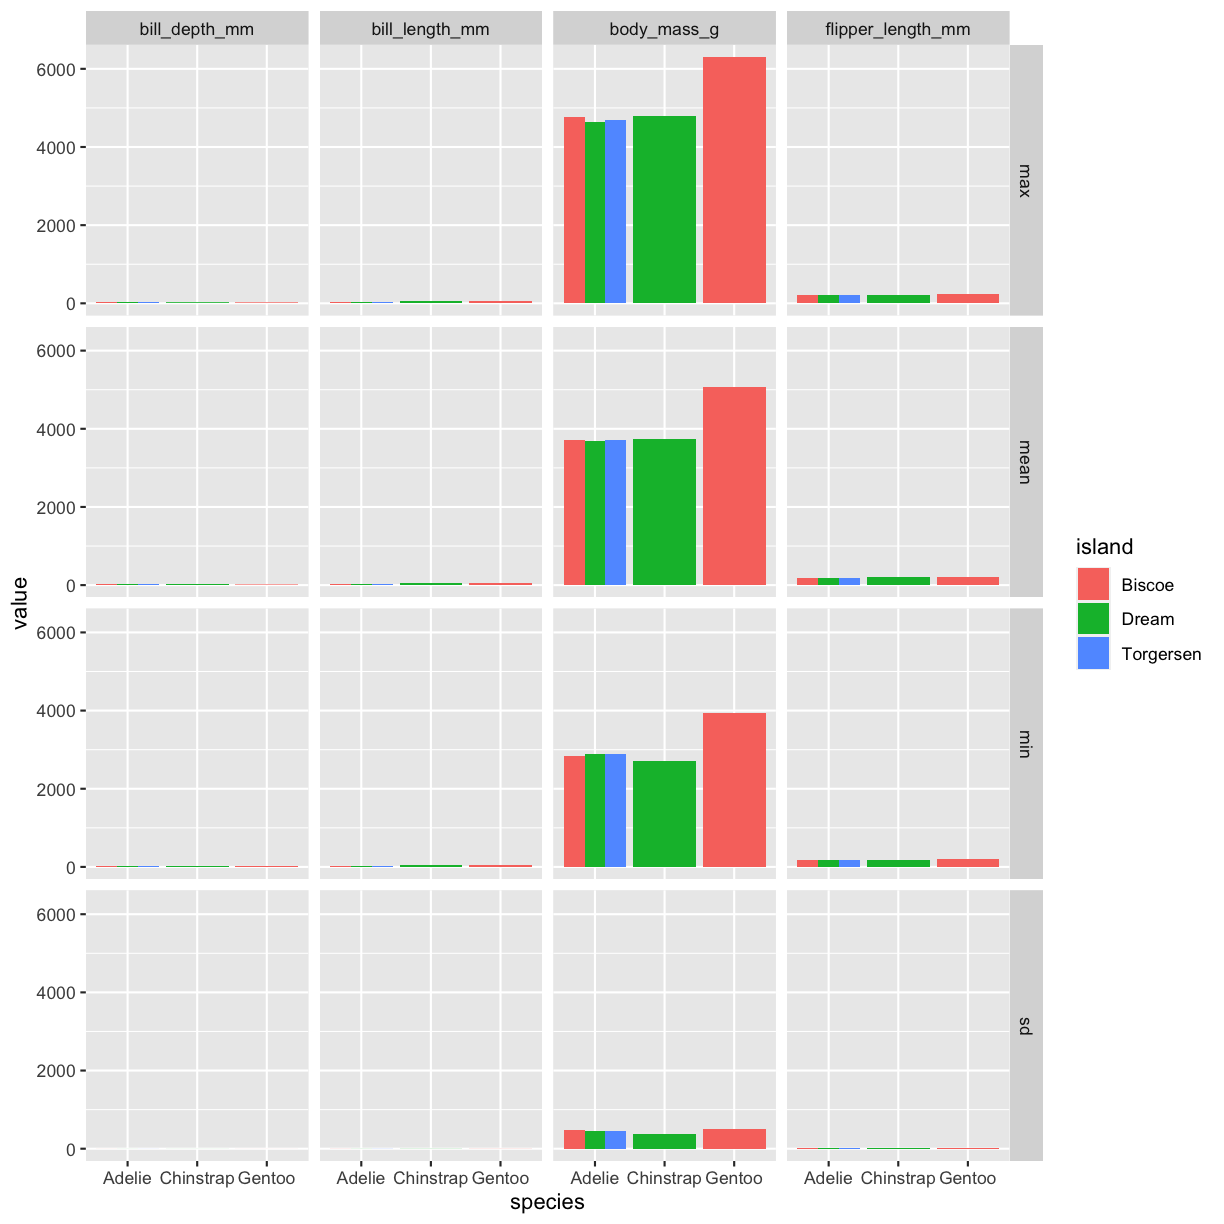 bill_depth_mm bill_length_mm body_mass_g flipper_length_mm
6000
4000
2000
0
max
6000
4000
2000
0
mean
6000
4000
2000
0
min
6000
4000
2000
0
sd
Adelie Chinstrap Gentoo Adelie Chinstrap Gentoo Adelie Chinstrap Gentoo Adelie Chinstrap Gentoo
species
value
island
Biscoe
Dream
Torgersen